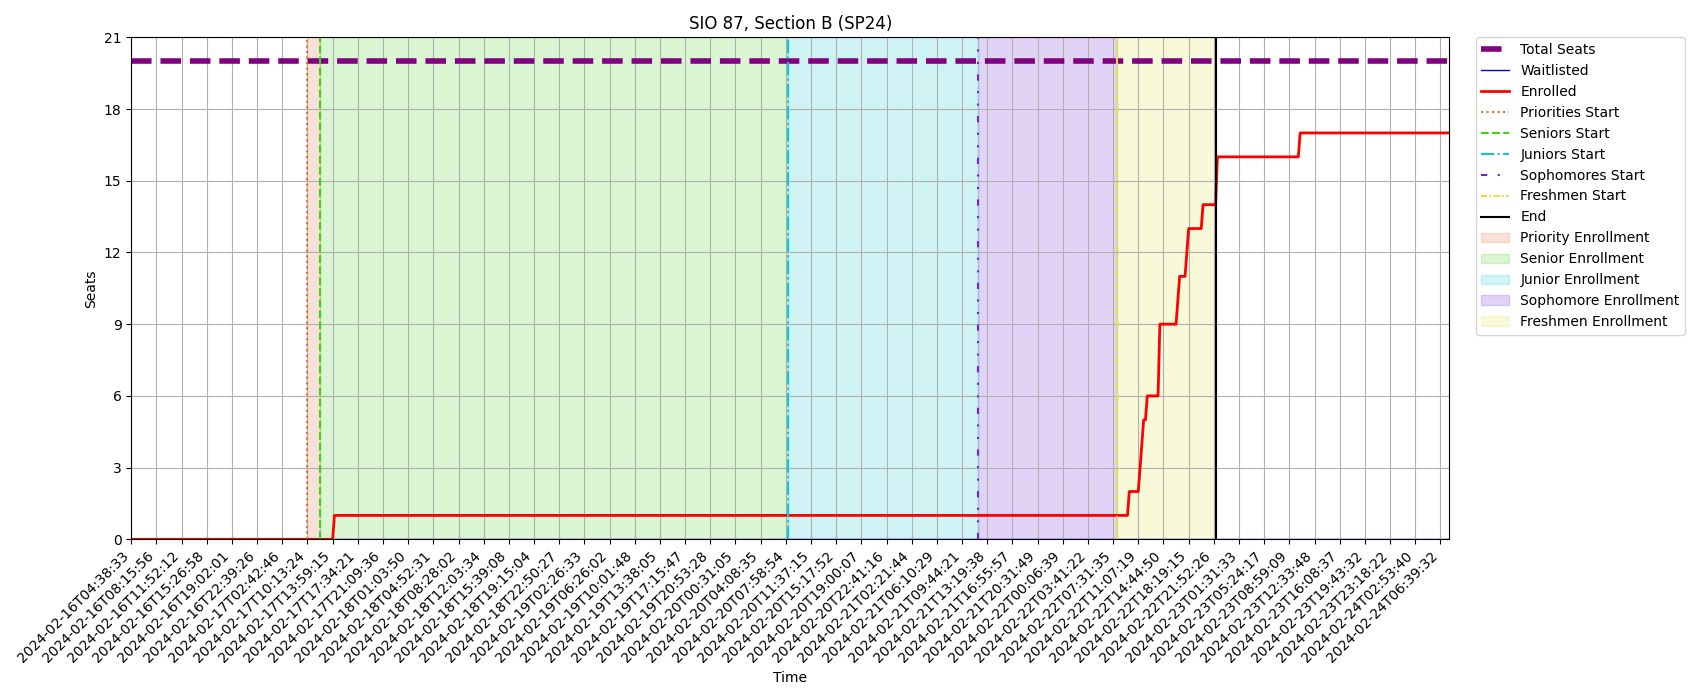 SIO 87, Section B (SP24)
Seats
21
18
15
12
9
6
3
0
2024-02-16T04:38:33
2024-02-16T08:15:56
2024-02-16T11:52:12
2024-02-16T15:26:58
2024-02-16T19:02:01
2024-02-16T22:39:26
2024-02-17T02:42:46
2024-02-17T10:13:24
2024-02-17T13:59:15
2024-02-17T17:34:21
2024-02-17T21:09:36
2024-02-18T01:03:50
2024-02-18T04:52:31
2024-02-18T08:28:02
2024-02-18T12:03:34
2024-02-18T15:39:08
2024-02-18T19:15:04
2024-02-18T22:50:27
2024-02-19T02:26:33
2024-02-19T06:26:02
2024-02-19T10:01:48
2024-02-19T13:38:05
2024-02-19T17:15:47
2024-02-19T20:53:28
2024-02-20T00:31:05
2024-02-20T04:08:35
2024-02-20T07:58:54
2024-02-20T11:37:15
2024-02-20T15:17:52
2024-02-20T19:00:07
2024-02-20T22:41:16
2024-02-21T02:21:44
2024-02-21T06:10:29
2024-02-21T09:44:21
2024-02-21T13:19:38
2024-02-21T16:55:57
2024-02-21T20:31:49
2024-02-22T00:06:39
2024-02-22T03:41:22
2024-02-22T07:31:35
2024-02-22T11:07:19
2024-02-22T14:44:50
2024-02-22T18:19:15
2024-02-22T21:52:26
2024-02-23T01:31:33
2024-02-23T05:24:17
2024-02-23T08:59:09
2024-02-23T12:33:48
2024-02-23T16:08:37
2024-02-23T19:43:32
2024-02-23T23:18:22
2024-02-24T02:53:40
2024-02-24T06:39:32
Time
Total Seats
Waitlisted
Enrolled
Priorities Start
Seniors Start
Juniors Start
Sophomores Start
Freshmen Start
End
Priority Enrollment
Senior Enrollment
Junior Enrollment
Sophomore Enrollment
Freshmen Enrollment